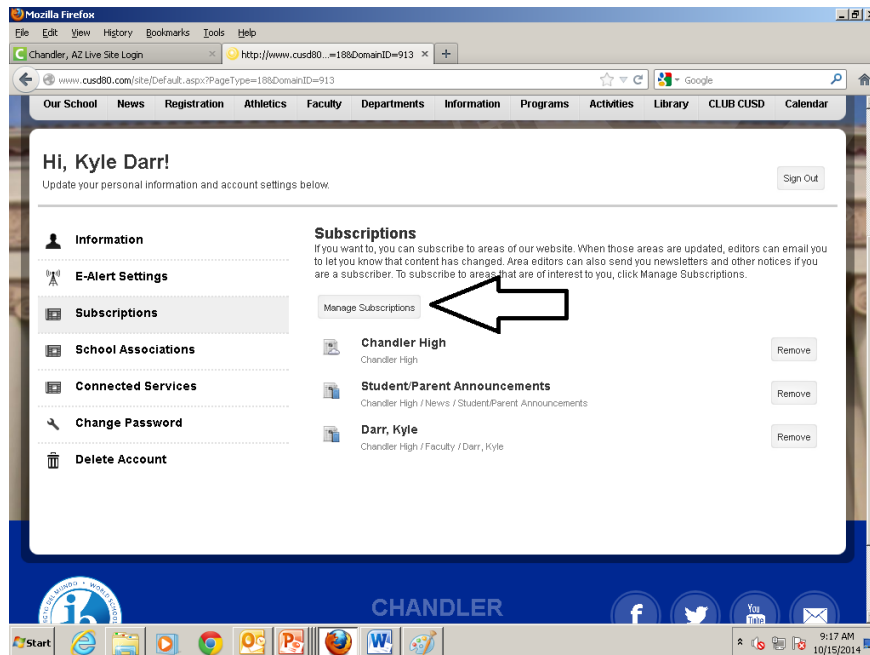 Mozilla Firefox
File Edit View History Bookmarks Tools Help
Chandler, AZ Live Site Login × http://www.cusd80...=188&DomainID=913 × +
www.cusd80.com/site/Default.aspx?PageType=188&DomainID=913 Google
Our School News Registration Athletics Faculty Departments Information Programs Activities Library CLUB CUSD Calendar
Hi, Kyle Darr!
Update your personal information and account settings below.
Sign Out
Information
E-Alert Settings
Subscriptions
School Associations
Connected Services
Change Password
Delete Account
Subscriptions
If you want to, you can subscribe to areas of our website. When those areas are updated, editors can email you
to let you know that content has changed. Area editors can also send you newsletters and other notices if you
are a subscriber. To subscribe to areas that are of interest to you, click Manage Subscriptions.
Manage Subscriptions
Chandler High
Chandler High
Remove
Student/Parent Announcements
Chandler High / News / Student/Parent Announcements
Remove
Darr, Kyle
Chandler High / Faculty / Darr, Kyle
Remove
CHANDLER
You
Tube
Start
9:17 AM
10/15/2014